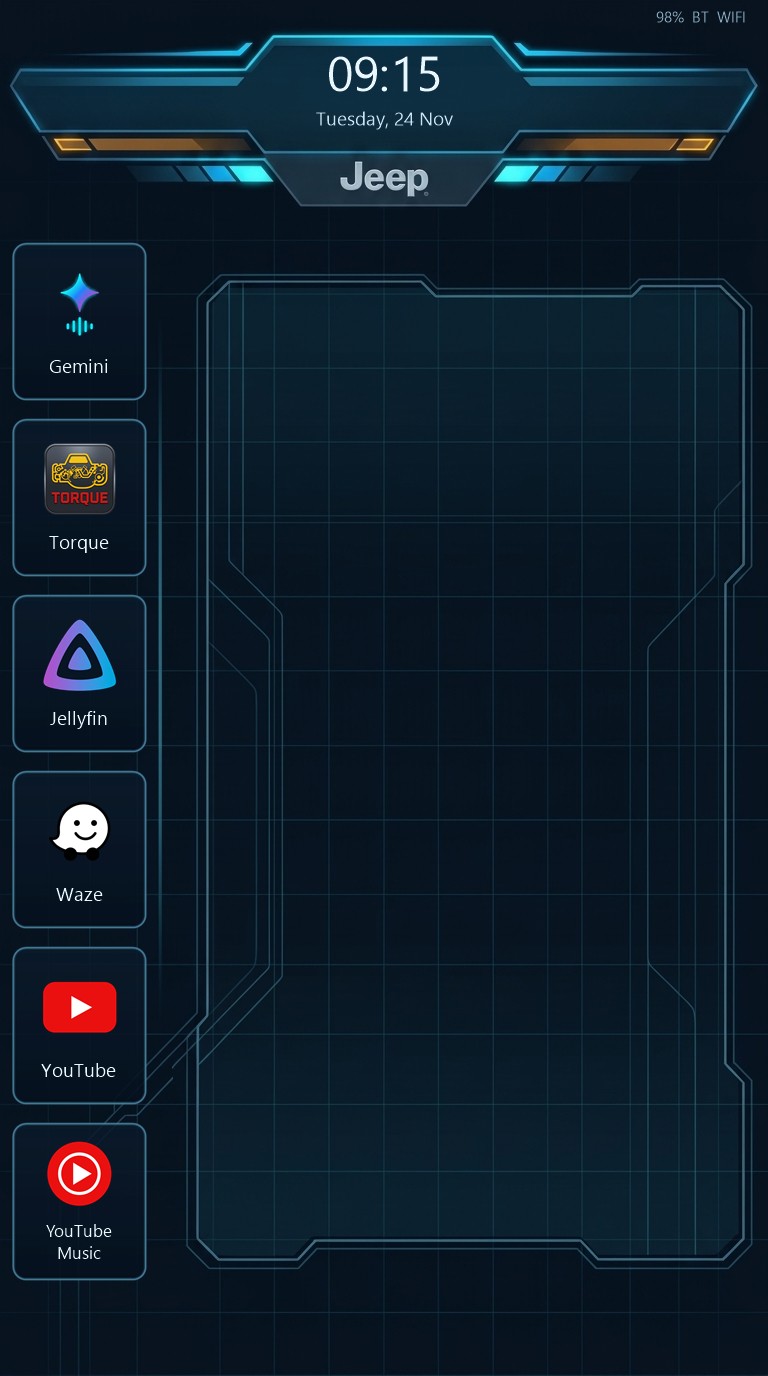 98% BT WIFI
09:15
Tuesday, 24 Nov
Jeep
Gemini
TORQUE
Torque
Jellyfin
Waze
YouTube
YouTube
Music